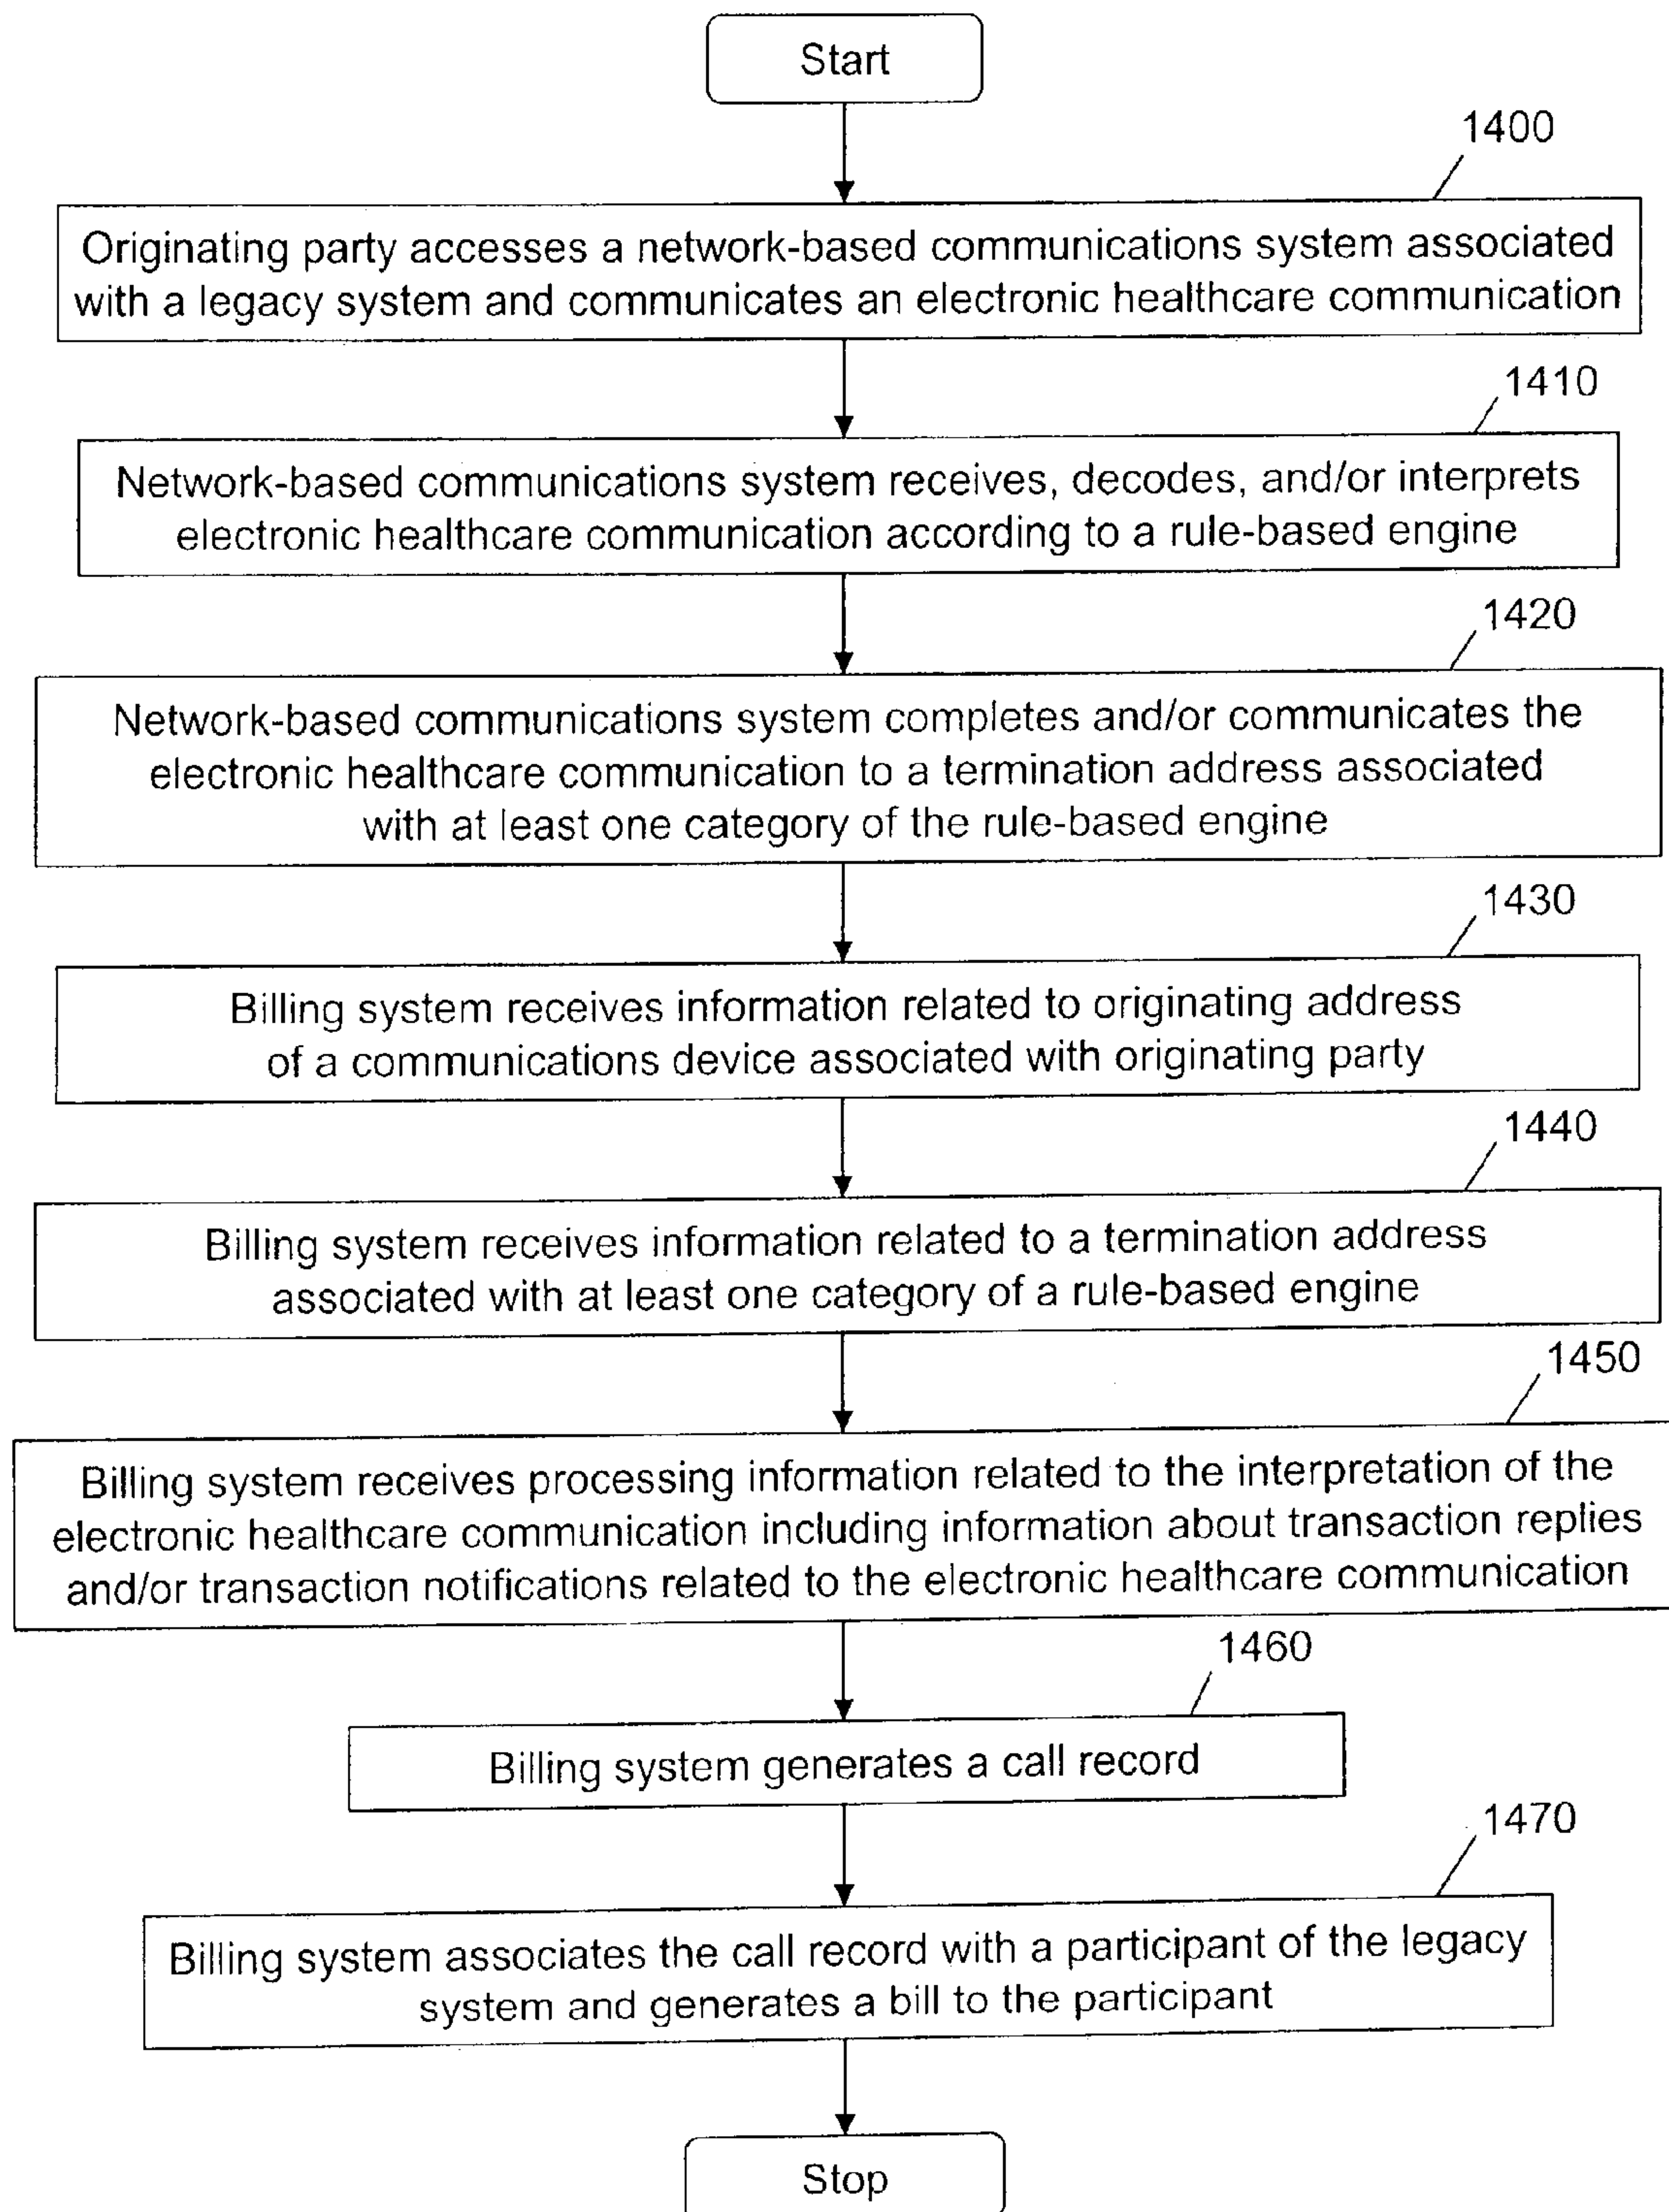 Start
1400
Originating party accesses a network-based communications system associated
with a legacy system and communicates an electronic healthcare communication
1410
Network-based communications system receives, decodes, and/or interprets
electronic healthcare communication according to a rule-based engine
1420
Network-based communications system completes and/or communicates the
electronic healthcare communication to a termination address associated
with at least one category of the rule-based engine
1430
Billing system receives information related to originating address
of a communications device associated with originating party
1440
Billing system receives information related to a termination address
associated with at least one category of a rule-based engine
1450
Billing system receives processing information related to the interpretation of the
electronic healthcare communication including information about transaction replies
and/or transaction notifications related to the electronic healthcare communication
1460
Billing system generates a call record
1470
Billing system associates the call record with a participant of the legacy
system and generates a bill to the participant
Stop